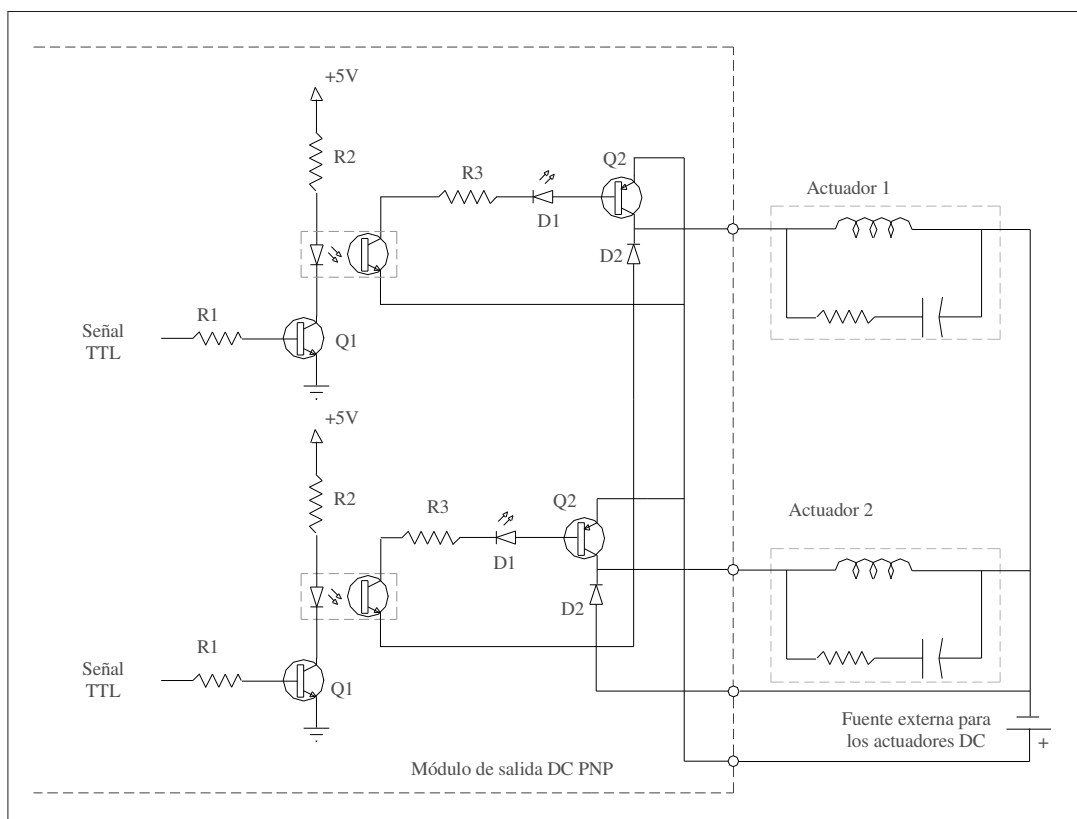 +5V
R2
Q2
R3
Actuador 1
D1
D2
R1
Señal
TTL
Q1
+5V
R2
Q2
R3
Actuador 2
D1
D2
R1
Señal
TTL
Q1
Fuente externa para
los actuadores DC
+
Módulo de salida DC PNP